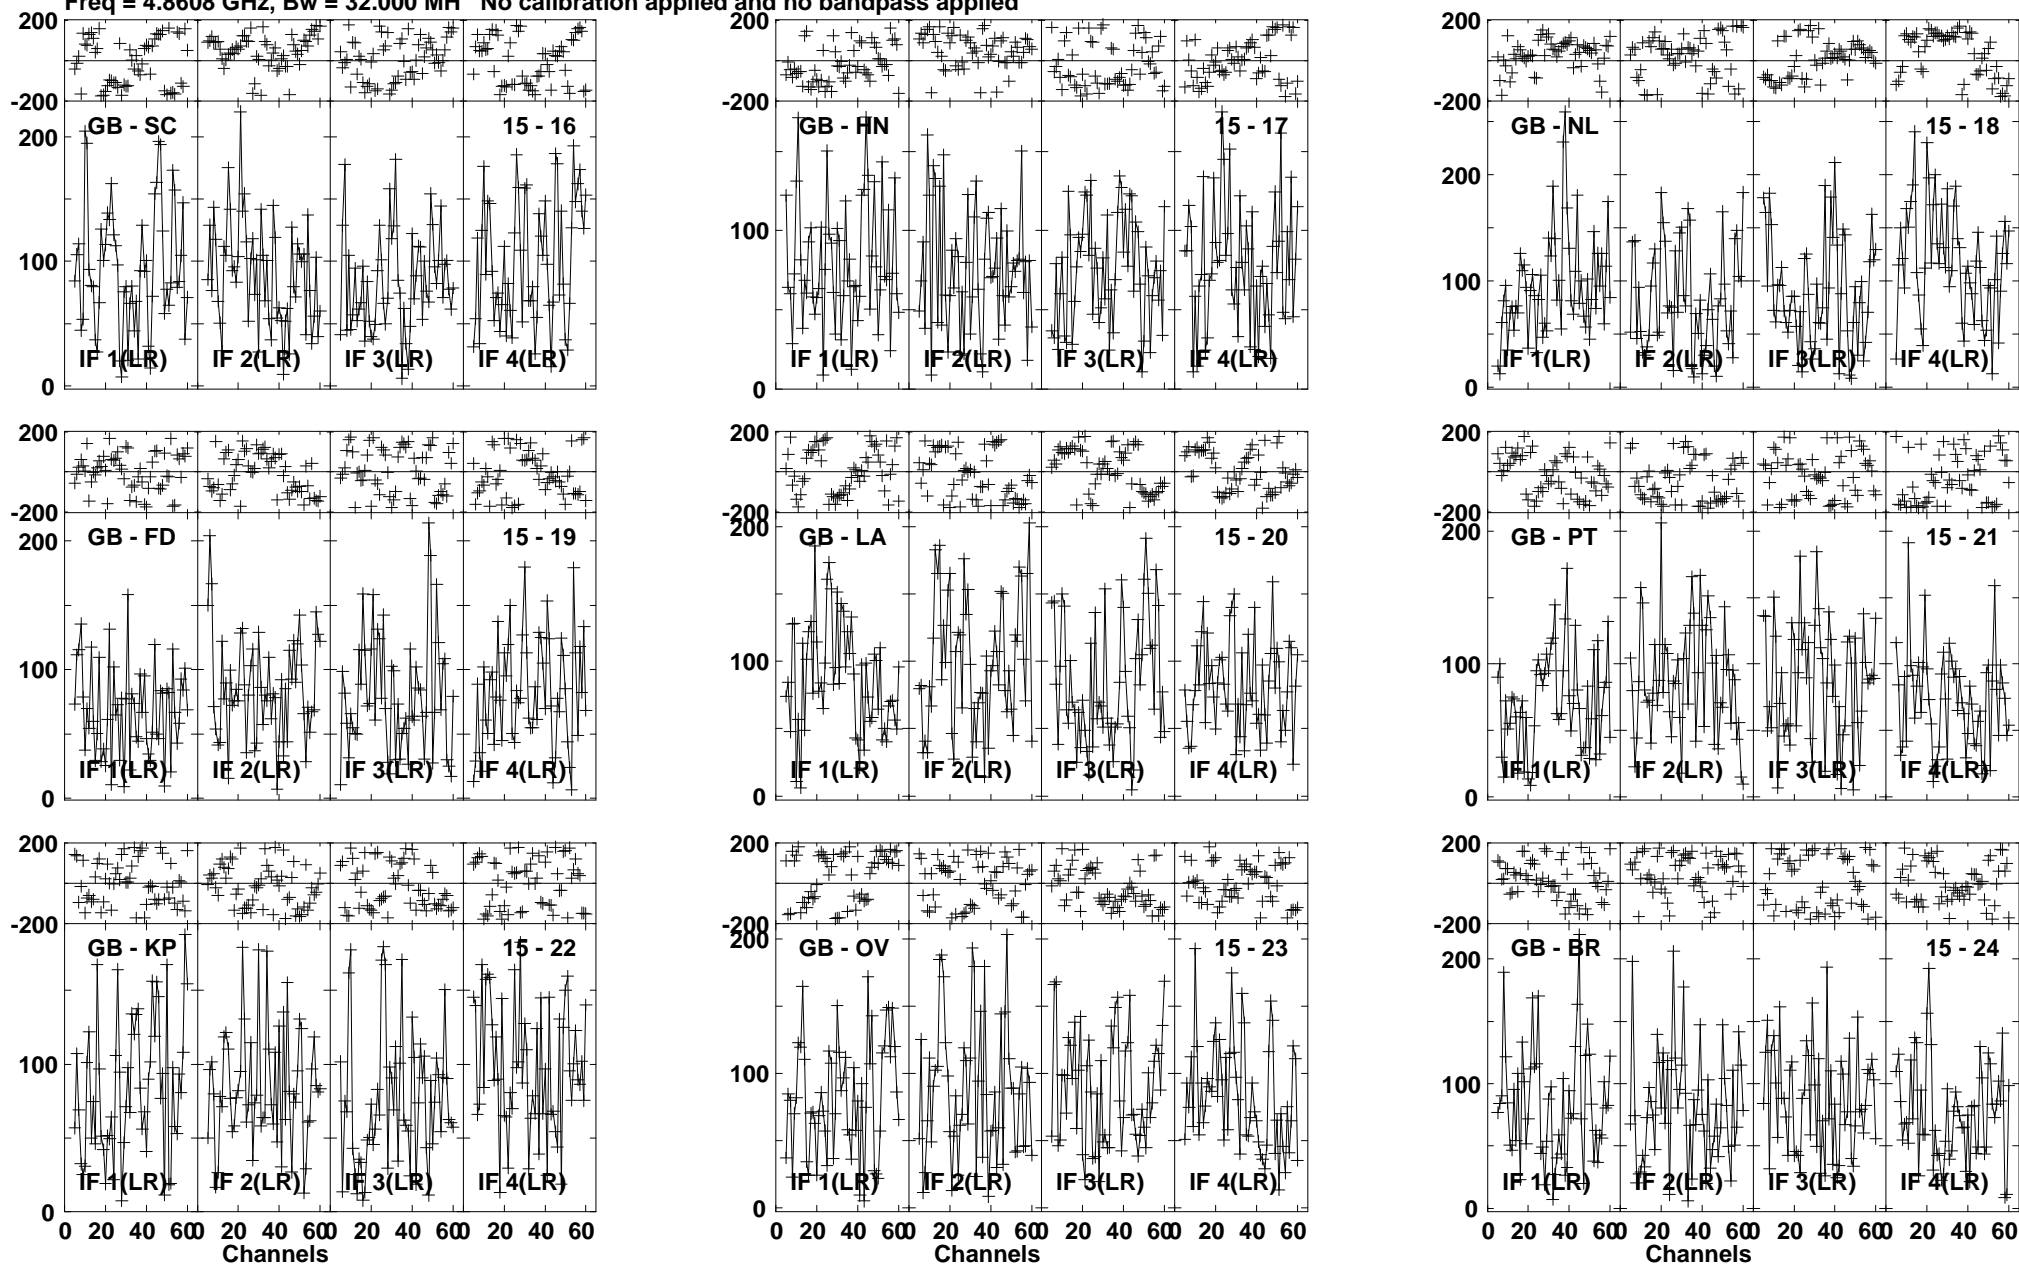 Freq = 4.8608 GHz, Bw = 32.000 MH No calibration applied and no bandpass applied
200 200 200
-200 -200 -200
GB - SC 15 - 16 GB - HN 15 - 17 GB - NL 15 - 18
200
200
100 100 100
IF 1(LR) IF 2(LR) IF 3(LR) IF 4(LR) IF 1(LR) IF 2(LR) IF 3(LR) IF 4(LR) IF 1(LR) IF 2(LR) IF 3(LR) IF 4(LR)
0 0 0
200 200 200
-200 -200 -200
GB - FD 15 - 19 GB - LA 15 - 20 GB - PT 15 - 21
200 200 200
100 100 100
IF 1(LR) IF 2(LR) IF 3(LR) IF 4(LR) IF 1(LR) IF 2(LR) IF 3(LR) IF 4(LR) IF 1(LR) IF 2(LR) IF 3(LR) IF 4(LR)
0 0 0
200 200 200
-200 -200 -200
GB - KP 15 - 22 GB - OV 15 - 23 GB - BR 15 - 24
200 200
100 100 100
IF 1(LR) IF 2(LR) IF 3(LR) IF 4(LR) IF 1(LR) IF 2(LR) IF 3(LR) IF 4(LR) IF 1(LR) IF 2(LR) IF 3(LR) IF 4(LR)
0 0 0
0 20 40 60 20 40 60 20 40 60 20 40 60 0 20 40 60 20 40 60 20 40 60 20 40 60 0 20 40 60 20 40 60 20 40 60 20 40 60
Channels Channels Channels